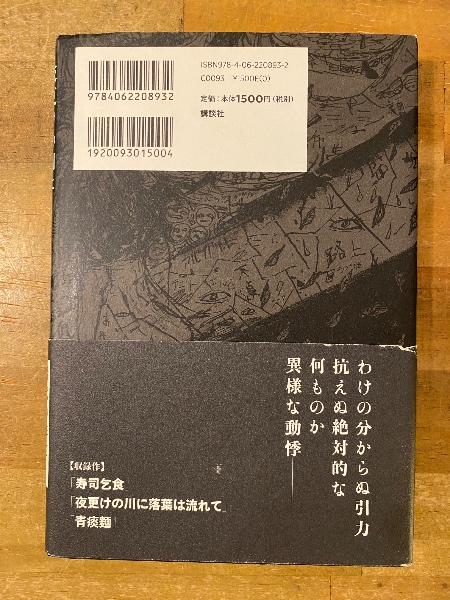 ISBN978-4-06-220893-2
C0093 ¥1500E(0)
定価:本体1500円(税別)
講談社
9784062208932
1920093015004
路上
わけの分からぬ引力
抗えぬ絶対的な
何ものか
異様な動悸――
【収録作】
「寿司乞食」
「夜更けの川に落葉は流れて」
「青痰麺」